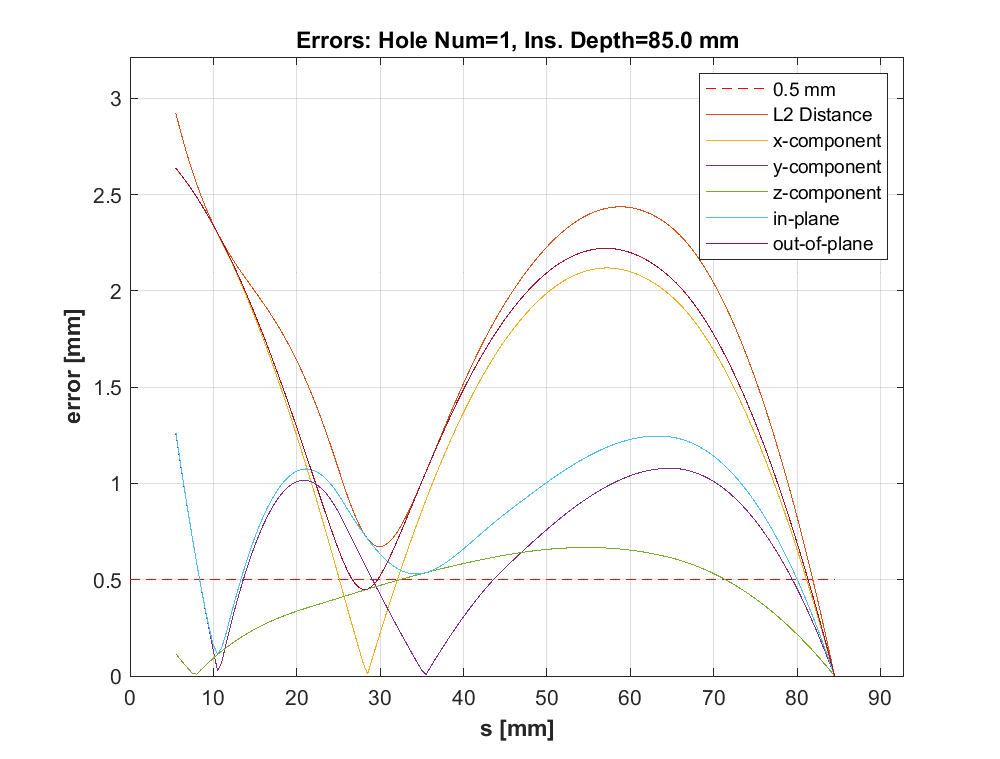 Errors: Hole Num=1, Ins. Depth=85.0 mm
3
2.5
2
1.5
1
0.5
0
error [mm]
0.5 mm
L2 Distance
x-component
y-component
z-component
in-plane
out-of-plane
0 10 20 30 40 50 60 70 80 90
s [mm]